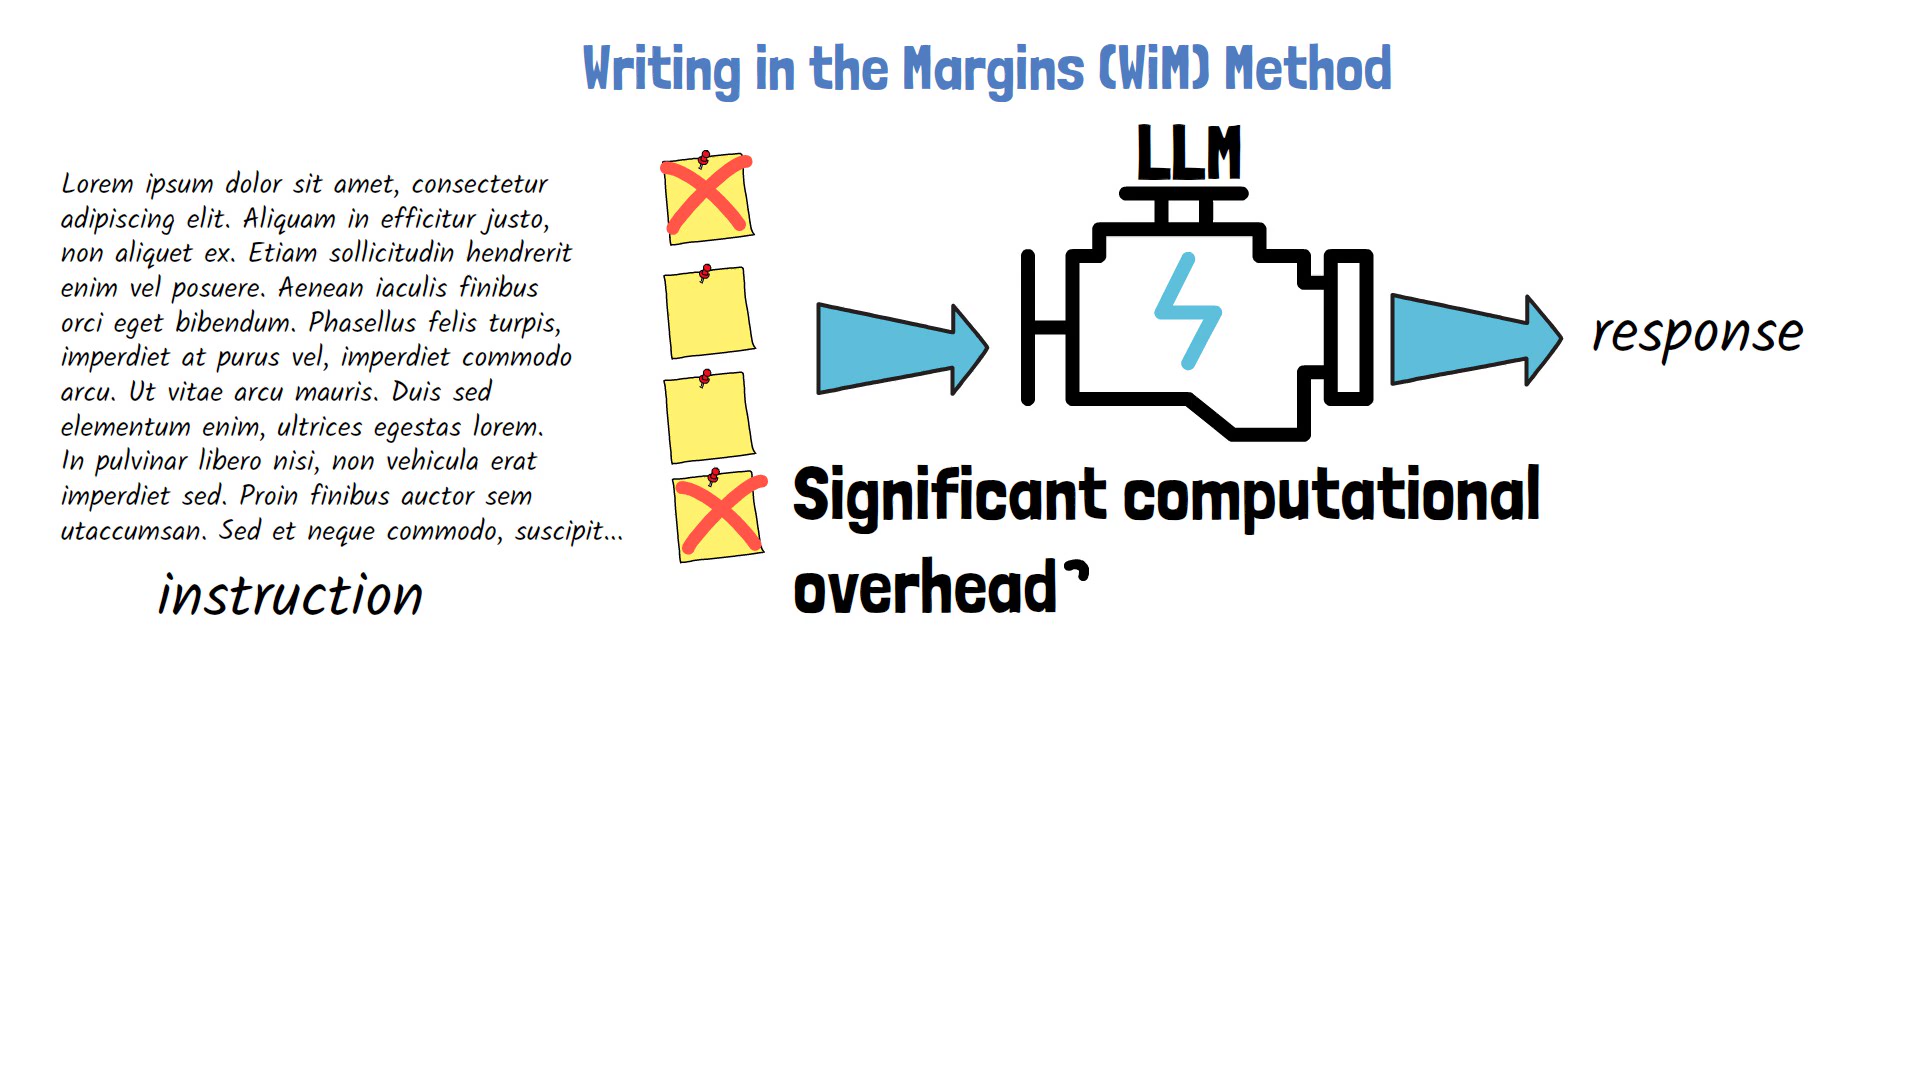 Writing in the Margins (WiM) Method
Lorem ipsum dolor sit amet, consectetur
adipiscing elit. Aliquam in efficitur justo,
non aliquet ex. Etiam sollicitudin hendrerit
enim vel posuere. Aenean iaculis finibus
orci eget bibendum. Phasellus felis turpis,
imperdiet at purus vel, imperdiet commodo
arcu. Ut vitae arcu mauris. Duis sed
elementum enim, ultrices egestas lorem.
In pulvinar libero nisi, non vehicula erat
imperdiet sed. Proin finibus auctor sem
utaccumsan. Sed et neque commodo, suscipit...
instruction
LLM
response
Significant computational
overhead